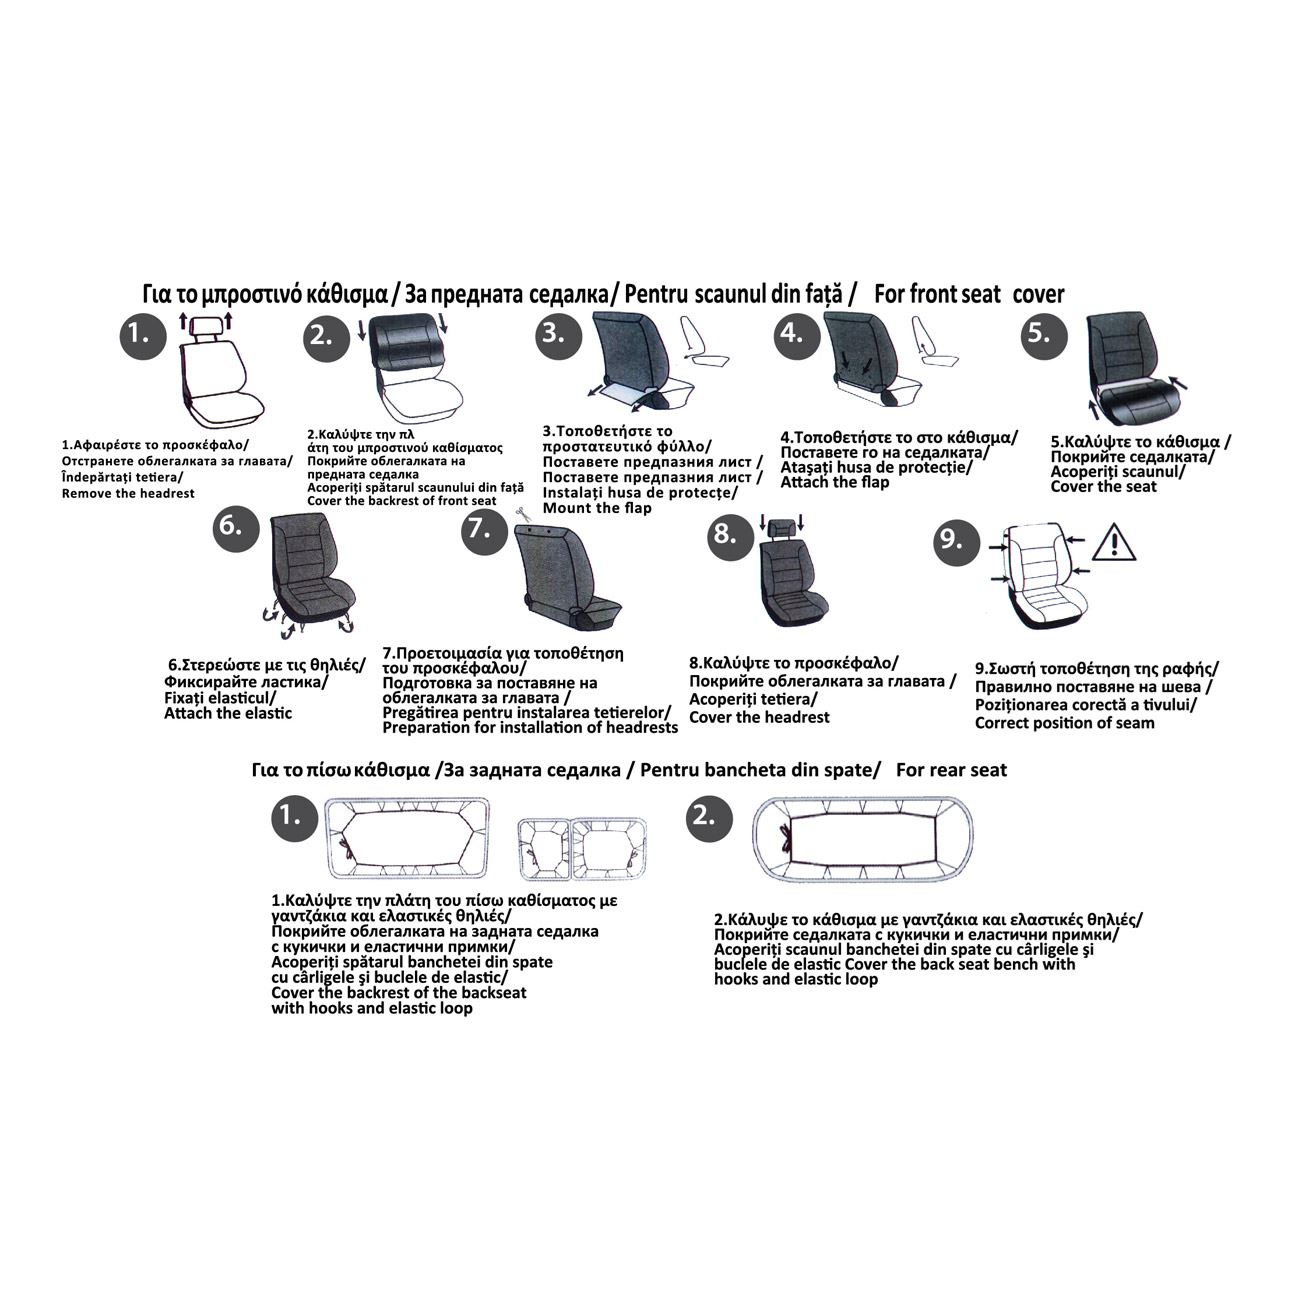 Για το μπροστινό κάθισμα / За предната седалка/ Pentru scaunul din față / For front seat cover
1.
2.
3.
4.
5.
1.Αφαιρέστε το προσκέφαλο/
Отстранете облегалката за главата/
Îndepărtați tetiera/
Remove the headrest
2.Καλύψτε την πλ
άτη του μπροστινού καθίσματος
Покрийте облегалката на
предната седалка
Acoperiți spătarul scaunului din față
Cover the backrest of front seat
3.Τοποθετήστε το
προστατευτικό φύλλο/
Поставете предпазния лист /
Поставете предпазния лист /
Instalați husa de protecţe/
Mount the flap
4.Τοποθετήστε το στο κάθισμα/
Поставете го на седалката/
Ataşați husa de protecție/
Attach the flap
5.Καλύψτε το κάθισμα /
Покрийте седалката/
Acoperiți scaunul/
Cover the seat
6.
7.
8.
9.
6.Στερεώστε με τις θηλιές/
Фиксирайте ластика/
Fixați elasticul/
Attach the elastic
7.Προετοιμασία για τοποθέτηση
του προσκέφαλου/
Подготовка за поставяне на
облегалката за главата /
Pregătirea pentru instalarea tetierelor/
Preparation for installation of headrests
8.Καλύψτε το προσκέφαλο/
Покрийте облегалката за главата /
Acoperiți tetiera/
Cover the headrest
9.Σωστή τοποθέτηση της ραφής/
Правилно поставяне на шева /
Poziționarea corectă a tivului/
Correct position of seam
Για το πίσω κάθισμα /За задната седалка / Pentru bancheta din spate/ For rear seat
1.
2.
1.Καλύψτε την πλάτη του πίσω καθίσματος με
γαντζάκια και ελαστικές θηλιές/
Покрийте облегалката на задната седалка
с кукички и еластични примки/
Acoperiți spătarul banchetei din spate
cu cârligele şi buclele de elastic/
Cover the backrest of the backseat
with hooks and elastic loop
2.Κάλυψε το κάθισμα με γαντζάκια και ελαστικές θηλιές/
Покрийте седалката с кукички и еластични примки/
Acoperiți scaunul banchetei din spate cu cârligele şi
buclele de elastic Cover the back seat bench with
hooks and elastic loop